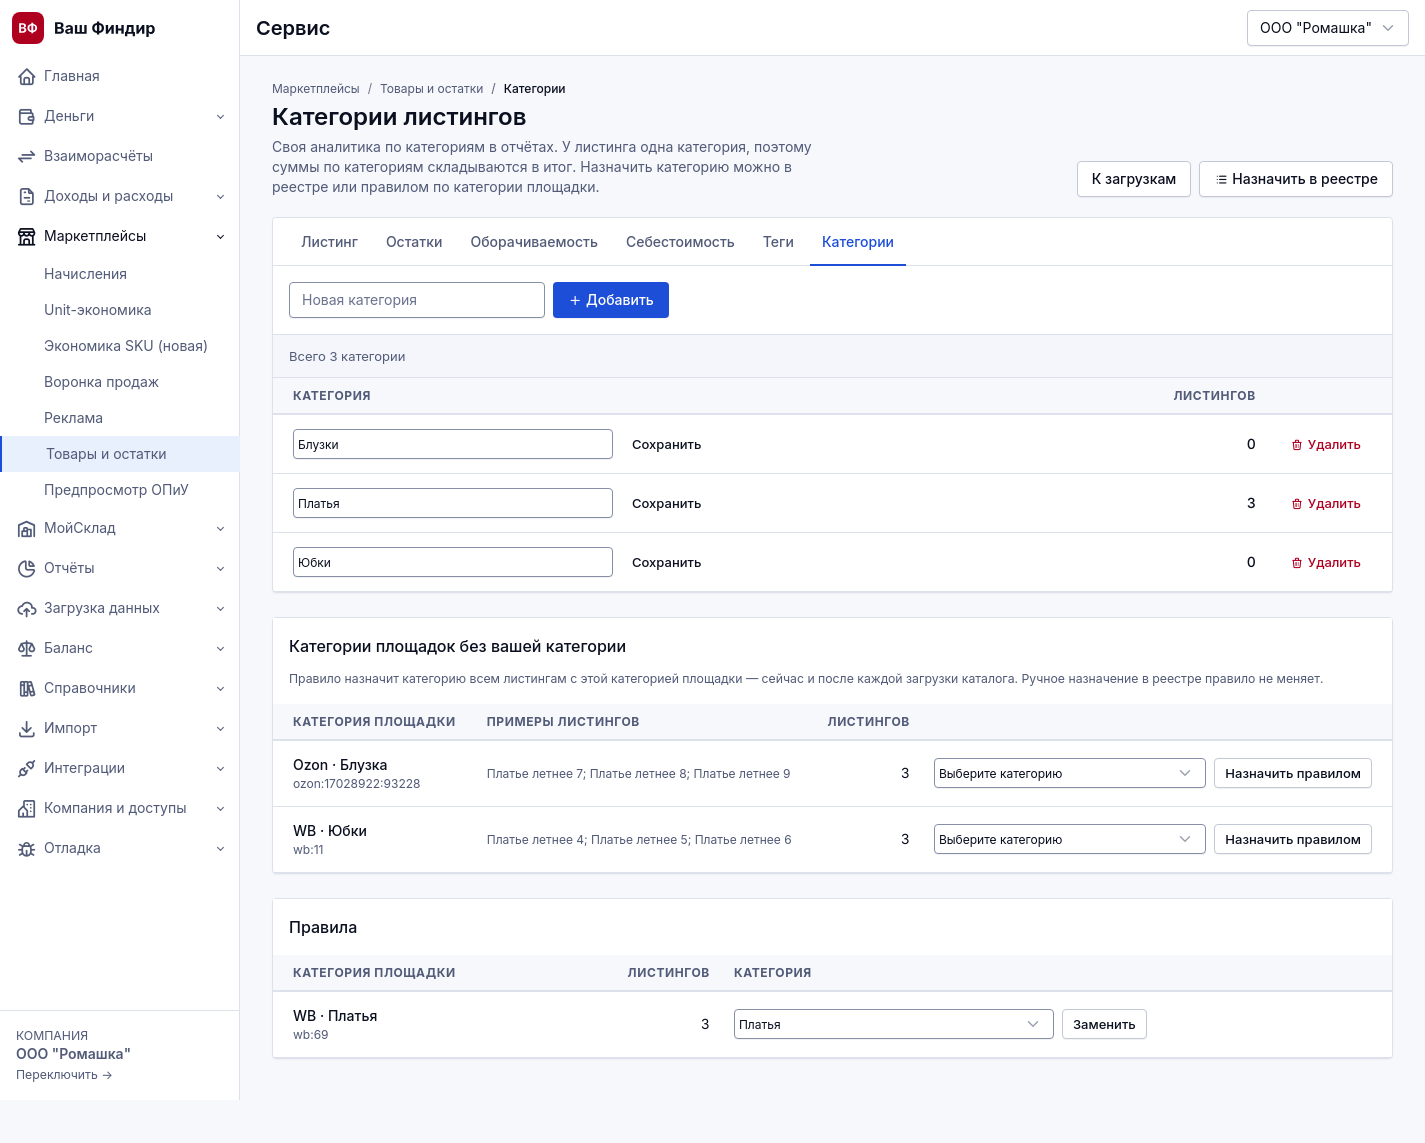 ВФ Ваш Финдир
Сервис
ООО "Ромашка"
Главная
Деньги
Взаиморасчёты
Доходы и расходы
Маркетплейсы
Начисления
Unit-экономика
Экономика SKU (новая)
Воронка продаж
Реклама
Товары и остатки
Предпросмотр ОПиУ
МойСклад
Отчёты
Загрузка данных
Баланс
Справочники
Импорт
Интеграции
Компания и доступы
Отладка
КОМПАНИЯ
ООО "Ромашка"
Переключить →
Маркетплейсы / Товары и остатки / Категории
Категории листингов
Своя аналитика по категориям в отчётах. У листинга одна категория, поэтому
суммы по категориям складываются в итог. Назначить категорию можно в
реестре или правилом по категории площадки.
К загрузкам
Назначить в реестре
Листинг Остатки Оборачиваемость Себестоимость Теги Категории
Новая категория + Добавить
Всего 3 категории
КАТЕГОРИЯ ЛИСТИНГОВ
Блузки Сохранить 0 Удалить
Платья Сохранить 3 Удалить
Юбки Сохранить 0 Удалить
Категории площадок без вашей категории
Правило назначит категорию всем листингам с этой категорией площадки — сейчас и после каждой загрузки каталога. Ручное назначение в реестре правило не меняет.
КАТЕГОРИЯ ПЛОЩАДКИ ПРИМЕРЫ ЛИСТИНГОВ ЛИСТИНГОВ
Ozon · Блузка
ozon:17028922:93228
Платье летнее 7; Платье летнее 8; Платье летнее 9 3 Выберите категорию Назначить правилом
WB · Юбки
wb:11
Платье летнее 4; Платье летнее 5; Платье летнее 6 3 Выберите категорию Назначить правилом
Правила
КАТЕГОРИЯ ПЛОЩАДКИ ЛИСТИНГОВ КАТЕГОРИЯ
WB · Платья
wb:69
3 Платья Заменить